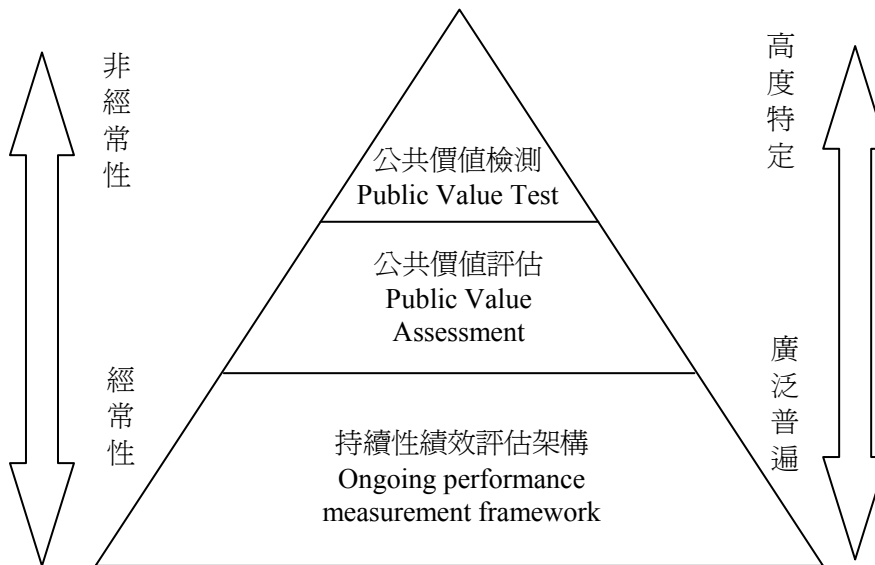 非經常性
高度特定
公共價值檢測
Public Value Test
公共價值評估
Public Value
Assessment
經常性
廣泛普遍
持續性績效評估架構
Ongoing performance
measurement framework